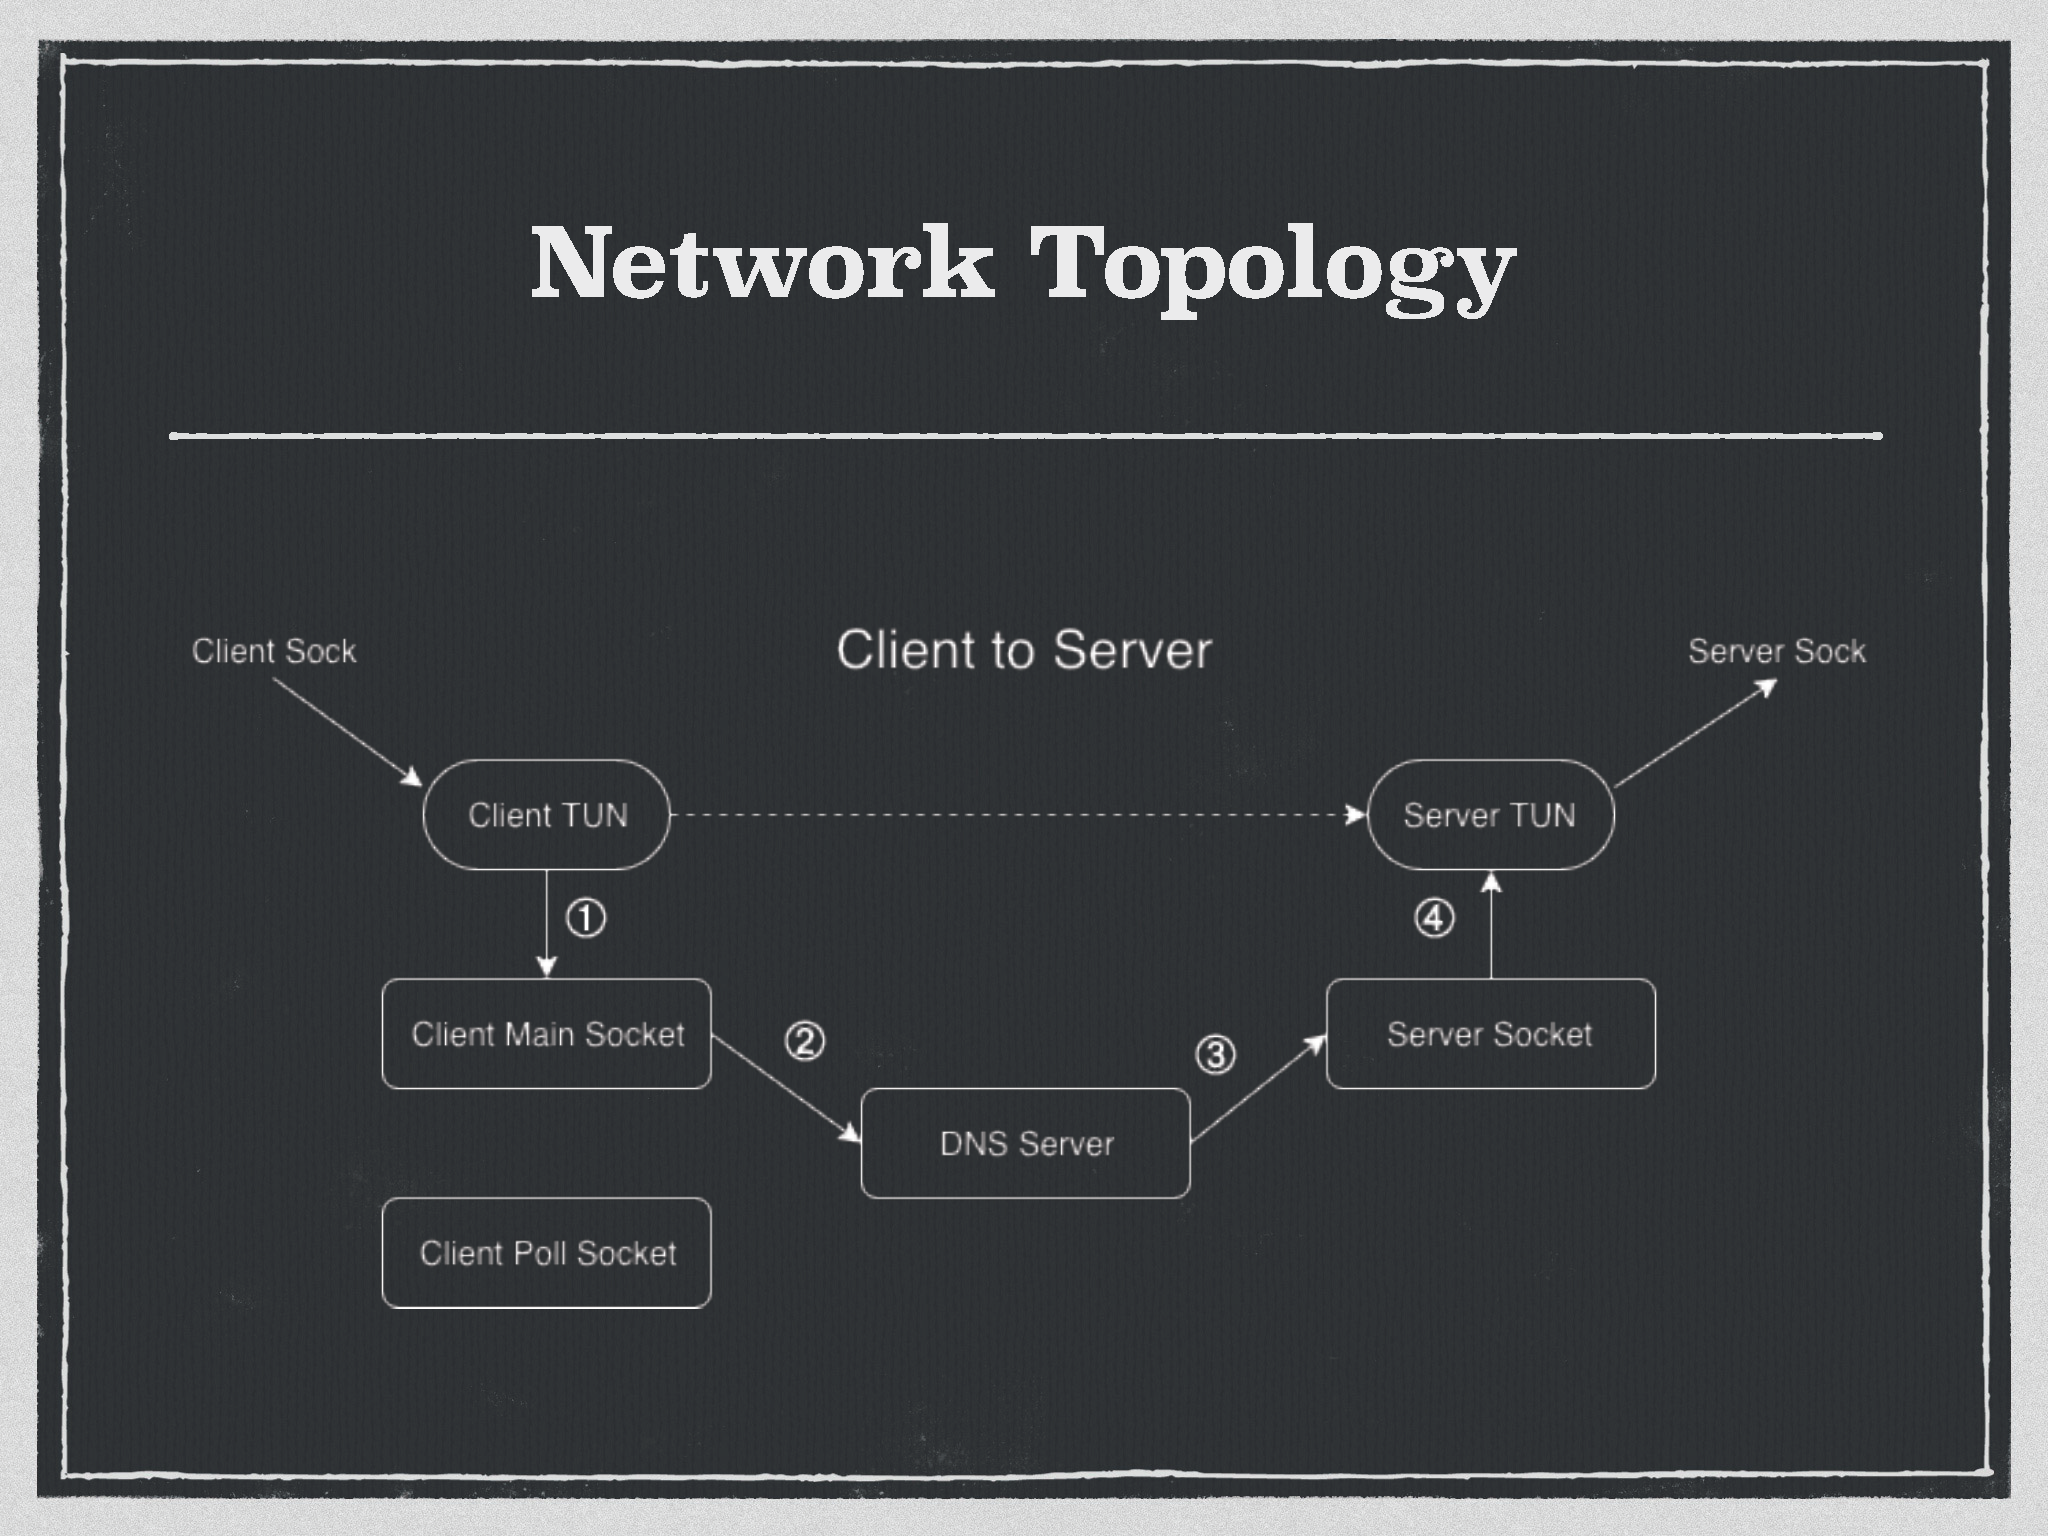 Network Topology
Client to Server
Client Sock
Server Sock
Client TUN
Server TUN
①
④
Client Main Socket
②
③
Server Socket
DNS Server
Client Poll Socket